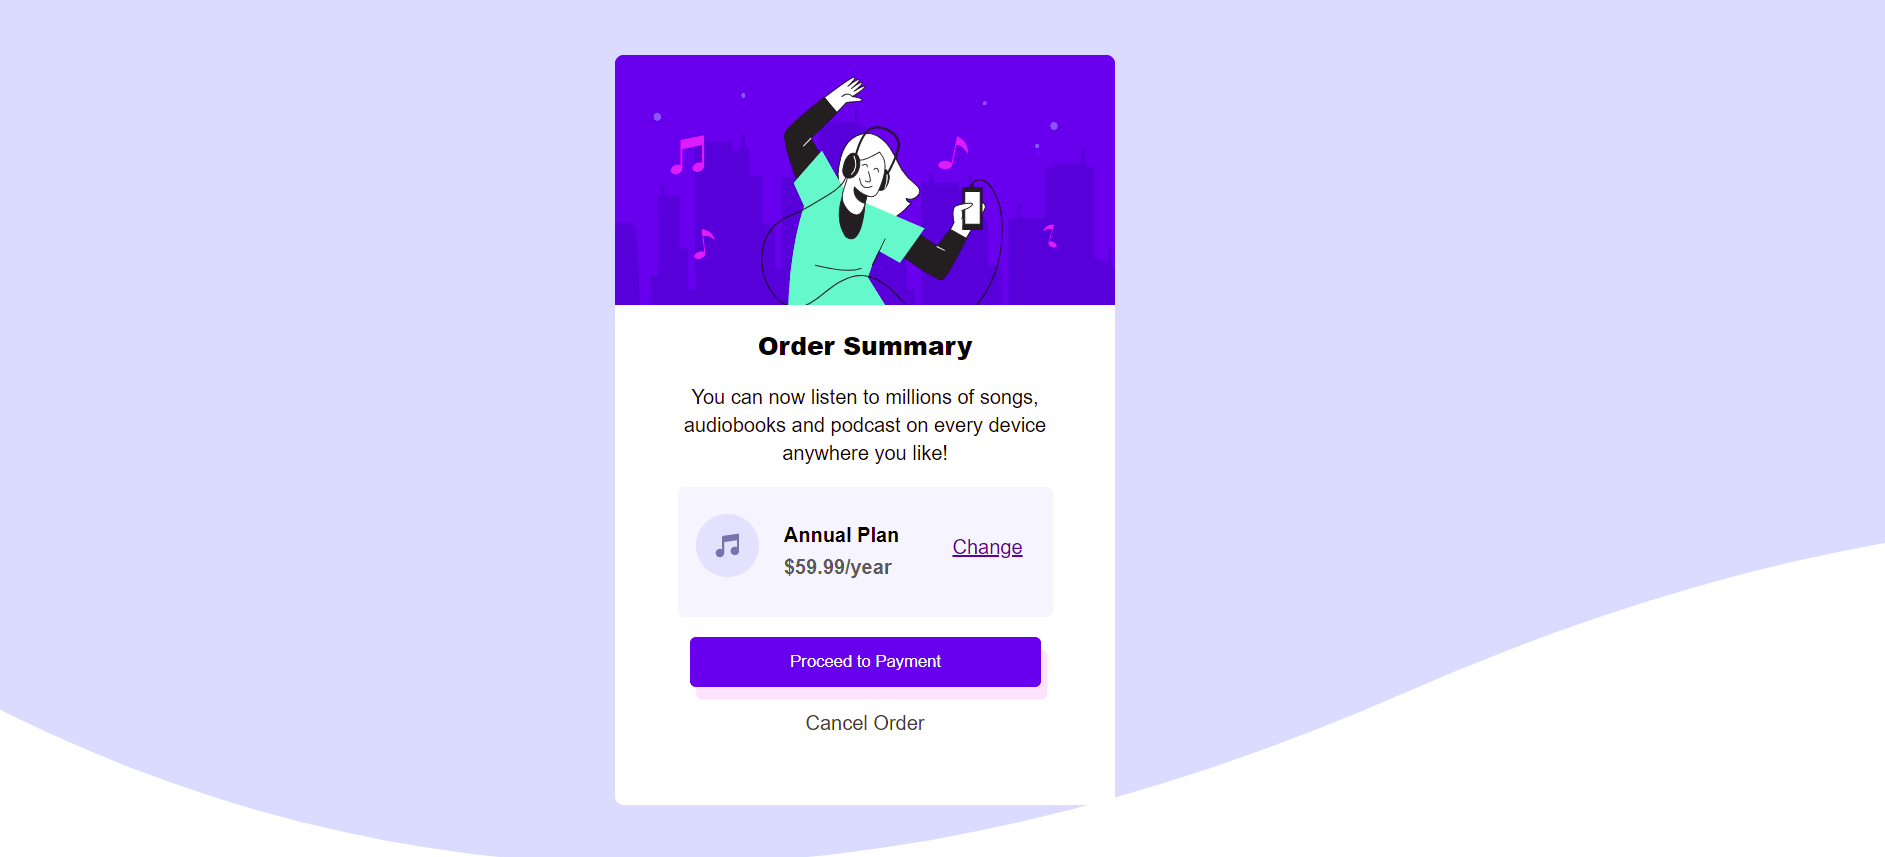 Order Summary
You can now listen to millions of songs,
audiobooks and podcast on every device
anywhere you like!
Annual Plan
$59.99/year
Change
Proceed to Payment
Cancel Order